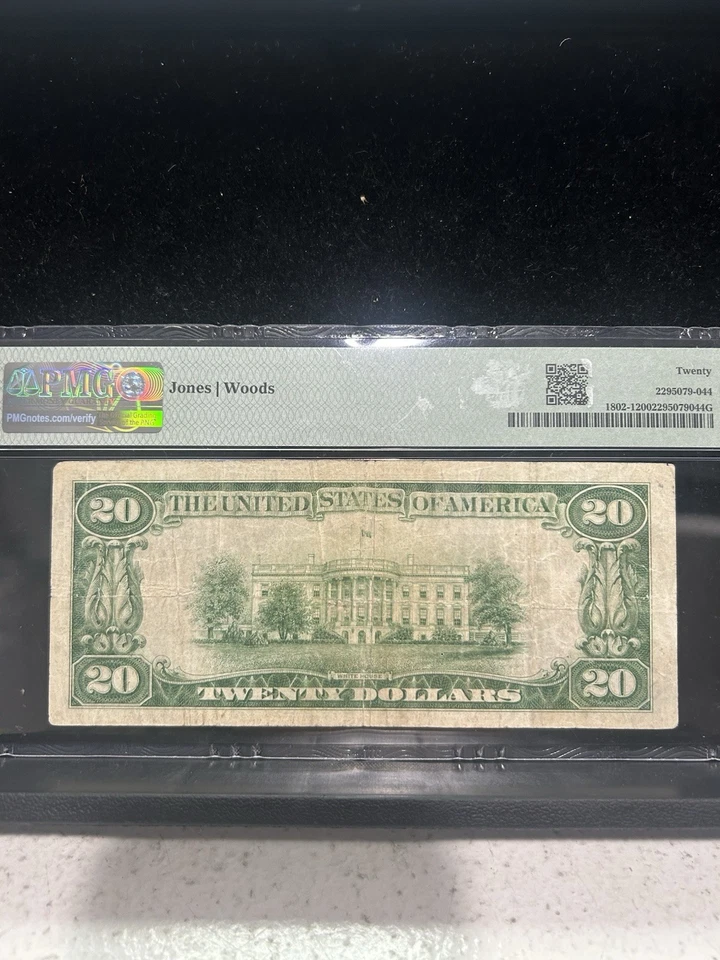 PMG
PMGnotes.com/verify
Jones | Woods
Twenty
2295079-044
1802-12002295079044G
20 THE UNITED STATES OF AMERICA 20
WHITE HOUSE
20 TWENTY DOLLARS 20